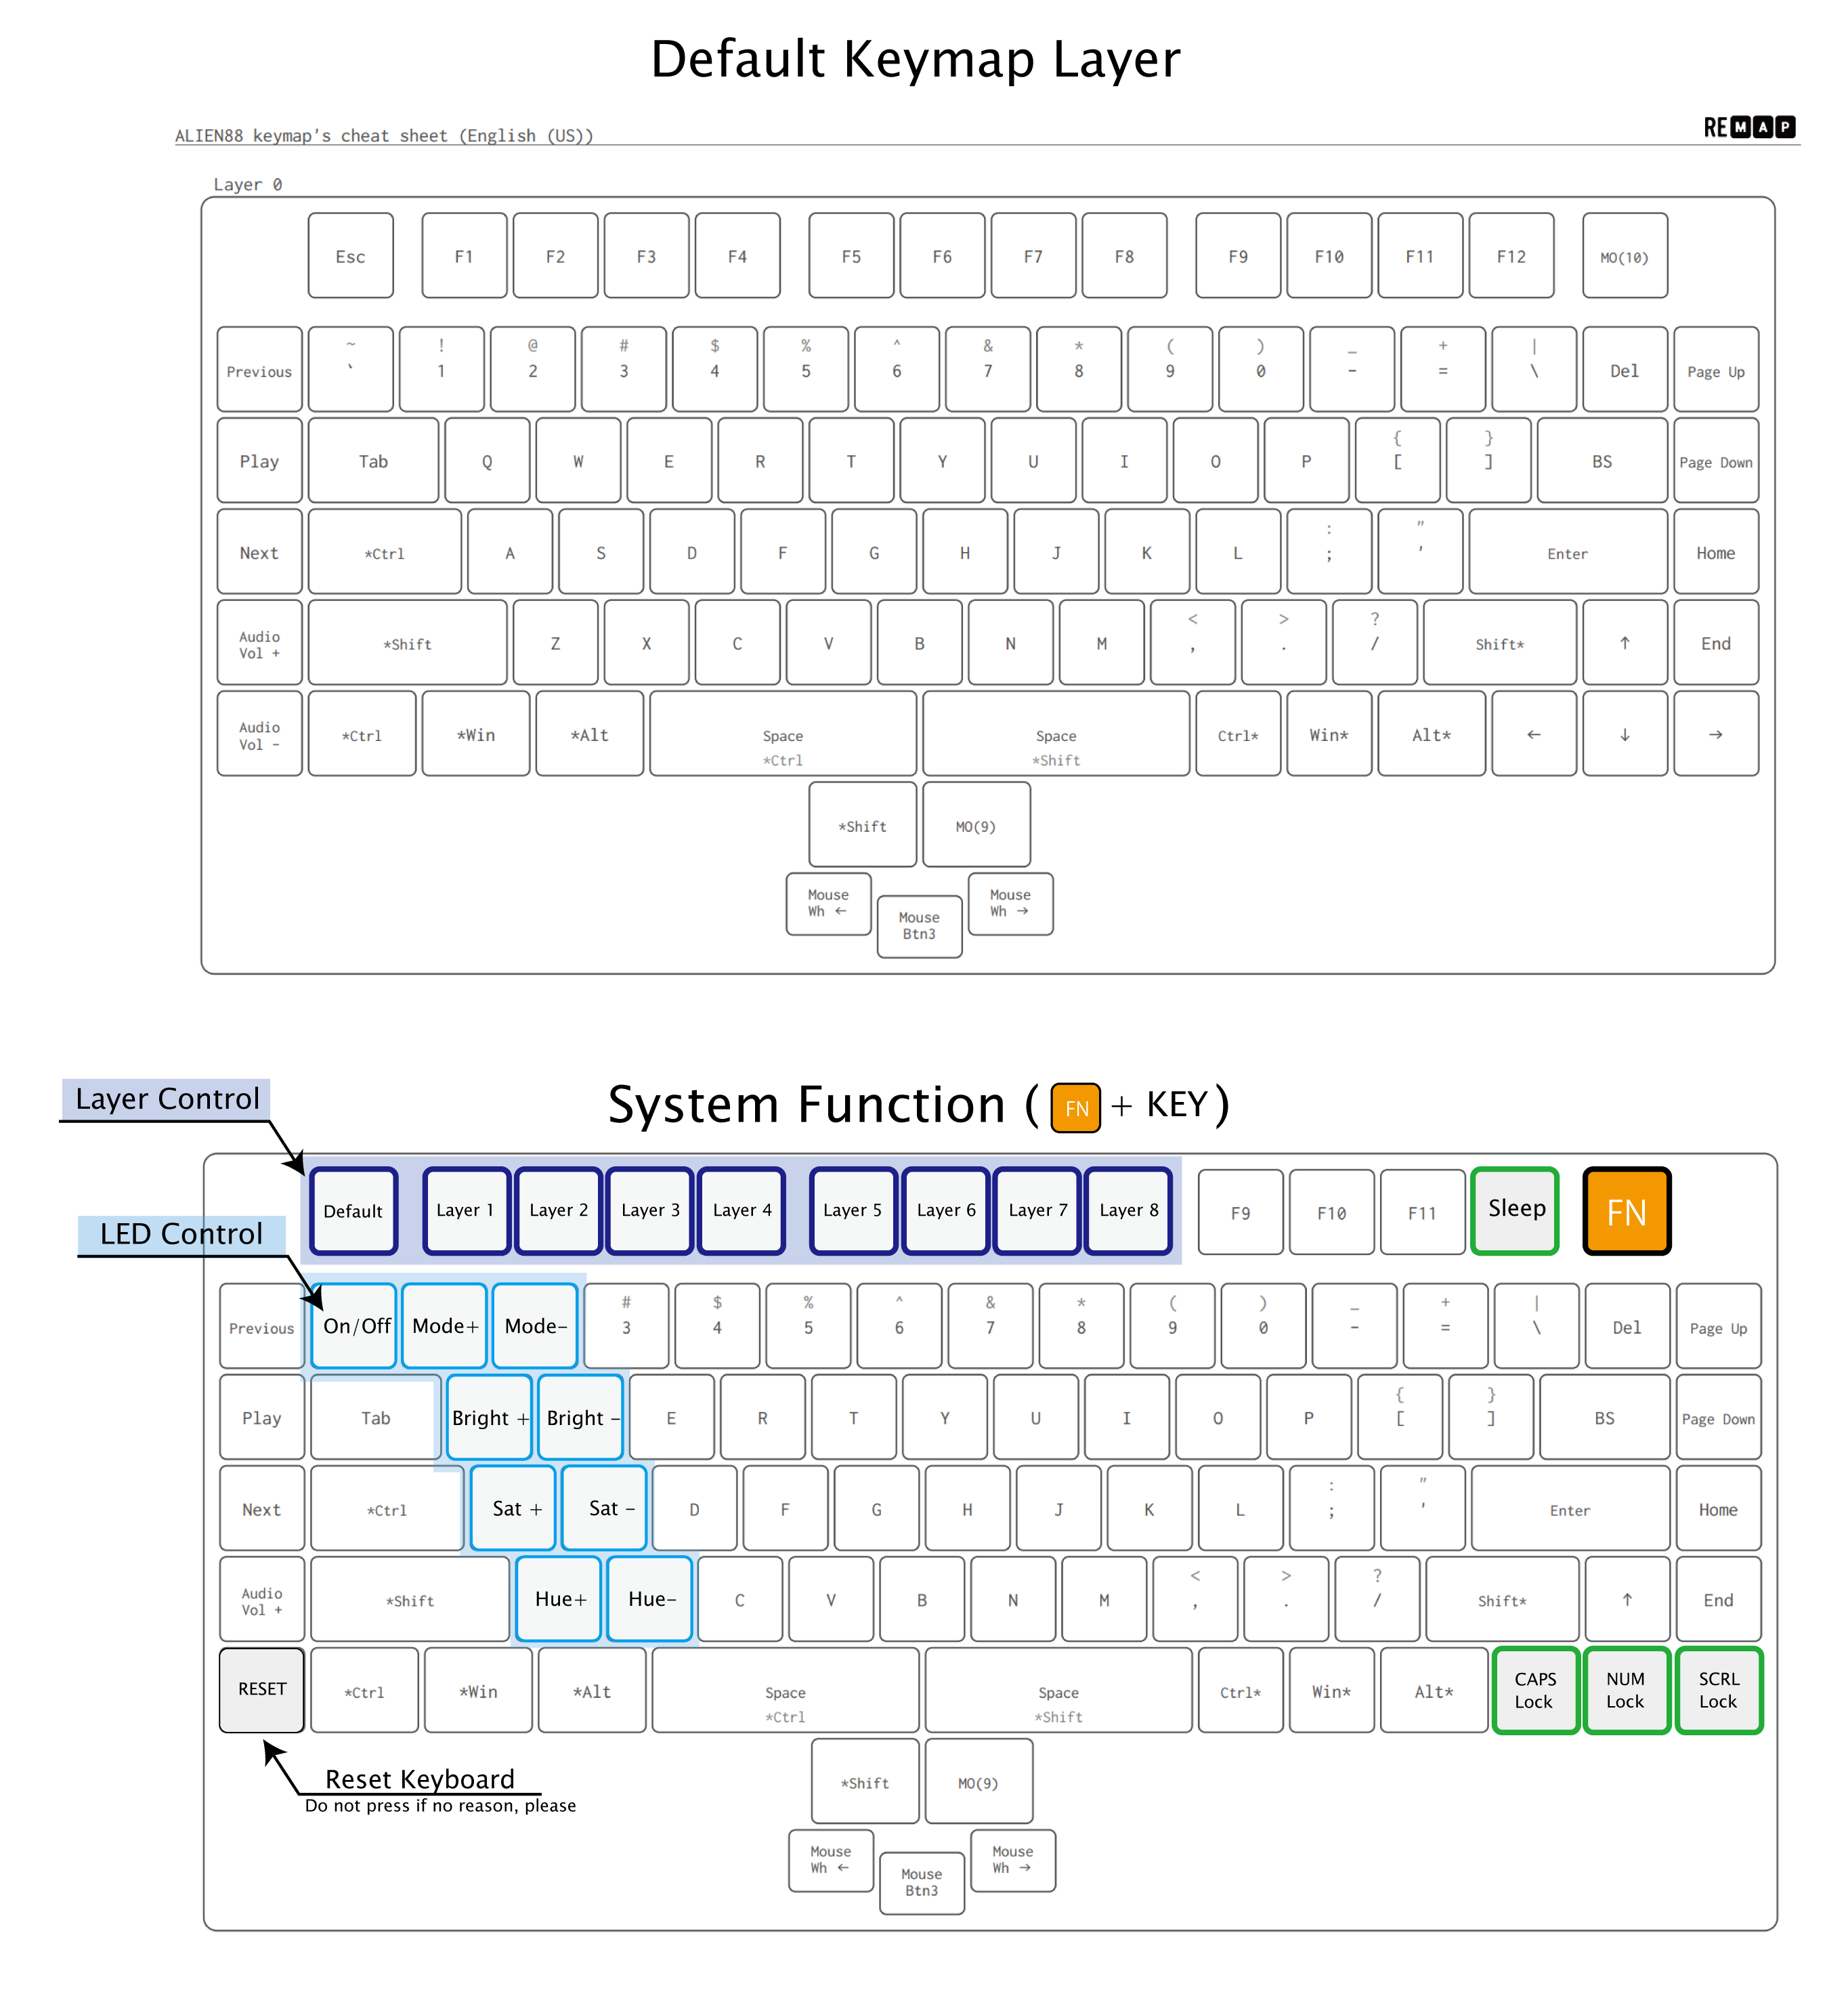 Default Keymap Layer
ALIEN88 keymap's cheat sheet (English (US))
REMAP
Layer 0
Esc F1 F2 F3 F4 F5 F6 F7 F8 F9 F10 F11 F12 MO(10)
~ ! @ # $ % ^ & * ( ) _ + |
Previous ` 1 2 3 4 5 6 7 8 9 0 - = \ Del Page Up
{ }
Play Tab Q W E R T Y U I O P [ ] BS Page Down
: "
Next *Ctrl A S D F G H J K L ; ' Enter Home
< > ?
Audio
Vol + *Shift Z X C V B N M , . / Shift* ↑ End
Audio
Vol - *Ctrl *Win *Alt Space Space Ctrl* Win* Alt* ← ↓ →
*Ctrl *Shift
*Shift MO(9)
Mouse Mouse
Wh ← Wh →
Mouse
Btn3
Layer Control
System Function ( FN + KEY )
Default Layer 1 Layer 2 Layer 3 Layer 4 Layer 5 Layer 6 Layer 7 Layer 8 F9 F10 F11 Sleep FN
LED Control
# $ % ^ & * ( ) _ + |
Previous On/Off Mode+ Mode- 3 4 5 6 7 8 9 0 - = \ Del Page Up
{ }
Play Tab Bright + Bright - E R T Y U I O P [ ] BS Page Down
: "
Next *Ctrl Sat + Sat - D F G H J K L ; ' Enter Home
< > ?
Audio
Vol + *Shift Hue+ Hue- C V B N M , . / Shift* ↑ End
CAPS NUM SCRL
Lock Lock Lock
RESET *Ctrl *Win *Alt Space Space Ctrl* Win* Alt*
*Ctrl *Shift
Reset Keyboard
Do not press if no reason, please
*Shift MO(9)
Mouse Mouse
Wh ← Wh →
Mouse
Btn3